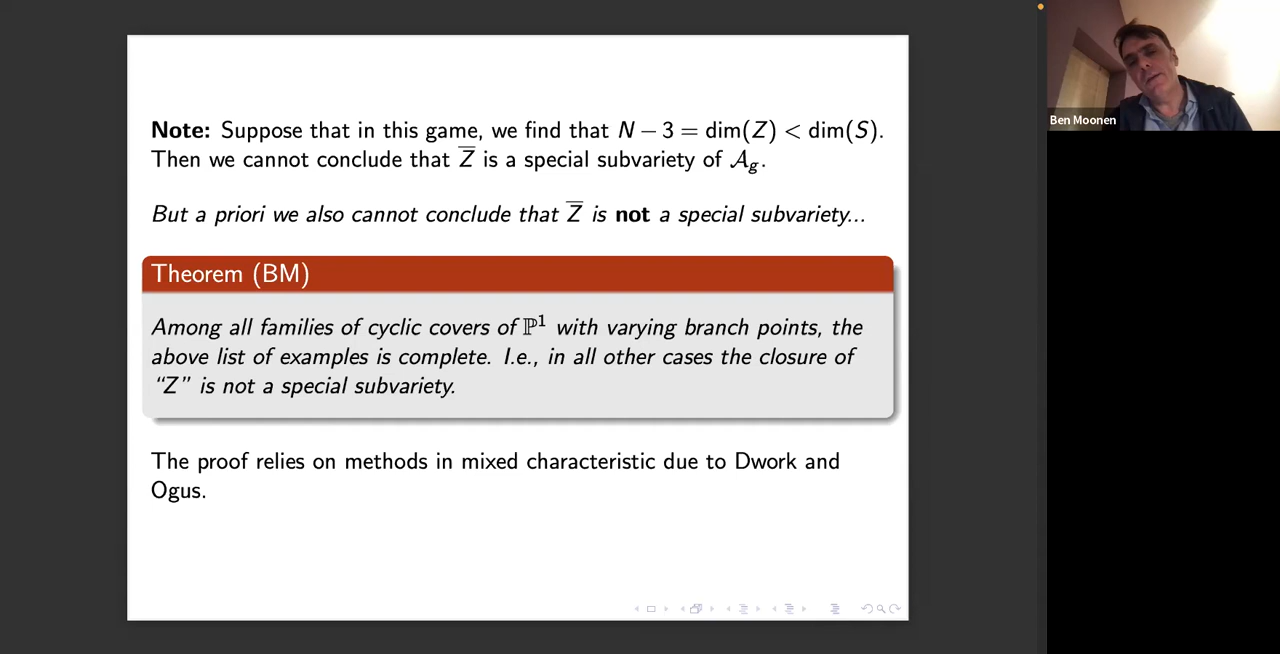 Note: Suppose that in this game, we find that N − 3 = dim(Z) < dim(S).
Then we cannot conclude that Z̅ is a special subvariety of 𝒜_g.
But a priori we also cannot conclude that Z̅ is not a special subvariety...
Theorem (BM)
Among all families of cyclic covers of ℙ¹ with varying branch points, the
above list of examples is complete. I.e., in all other cases the closure of
“Z” is not a special subvariety.
The proof relies on methods in mixed characteristic due to Dwork and
Ogus.
Ben Moonen